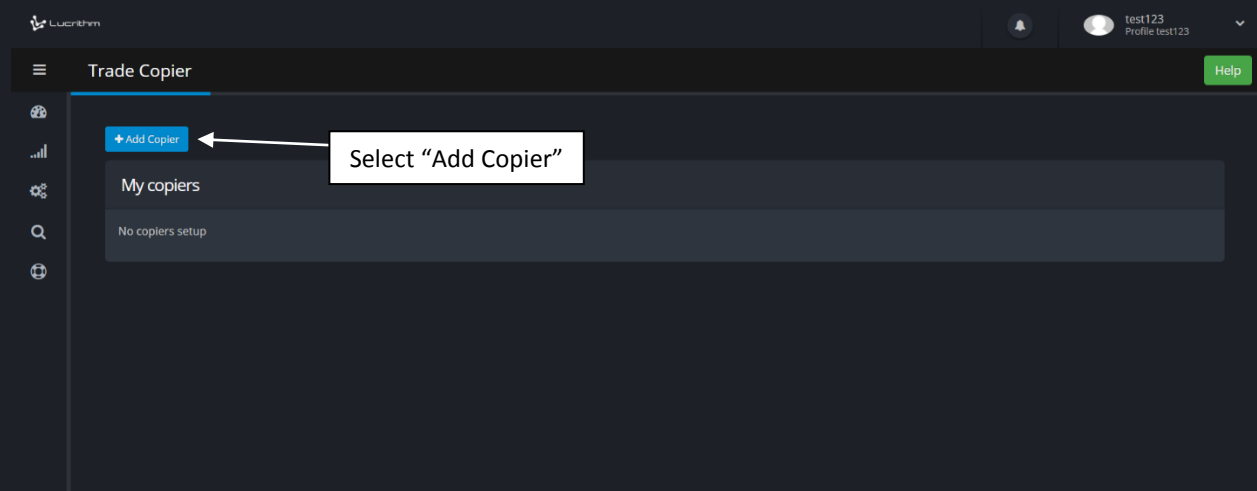 Lucrithm
test123
Profile test123
Trade Copier
Help
+ Add Copier
Select “Add Copier”
My copiers
No copiers setup